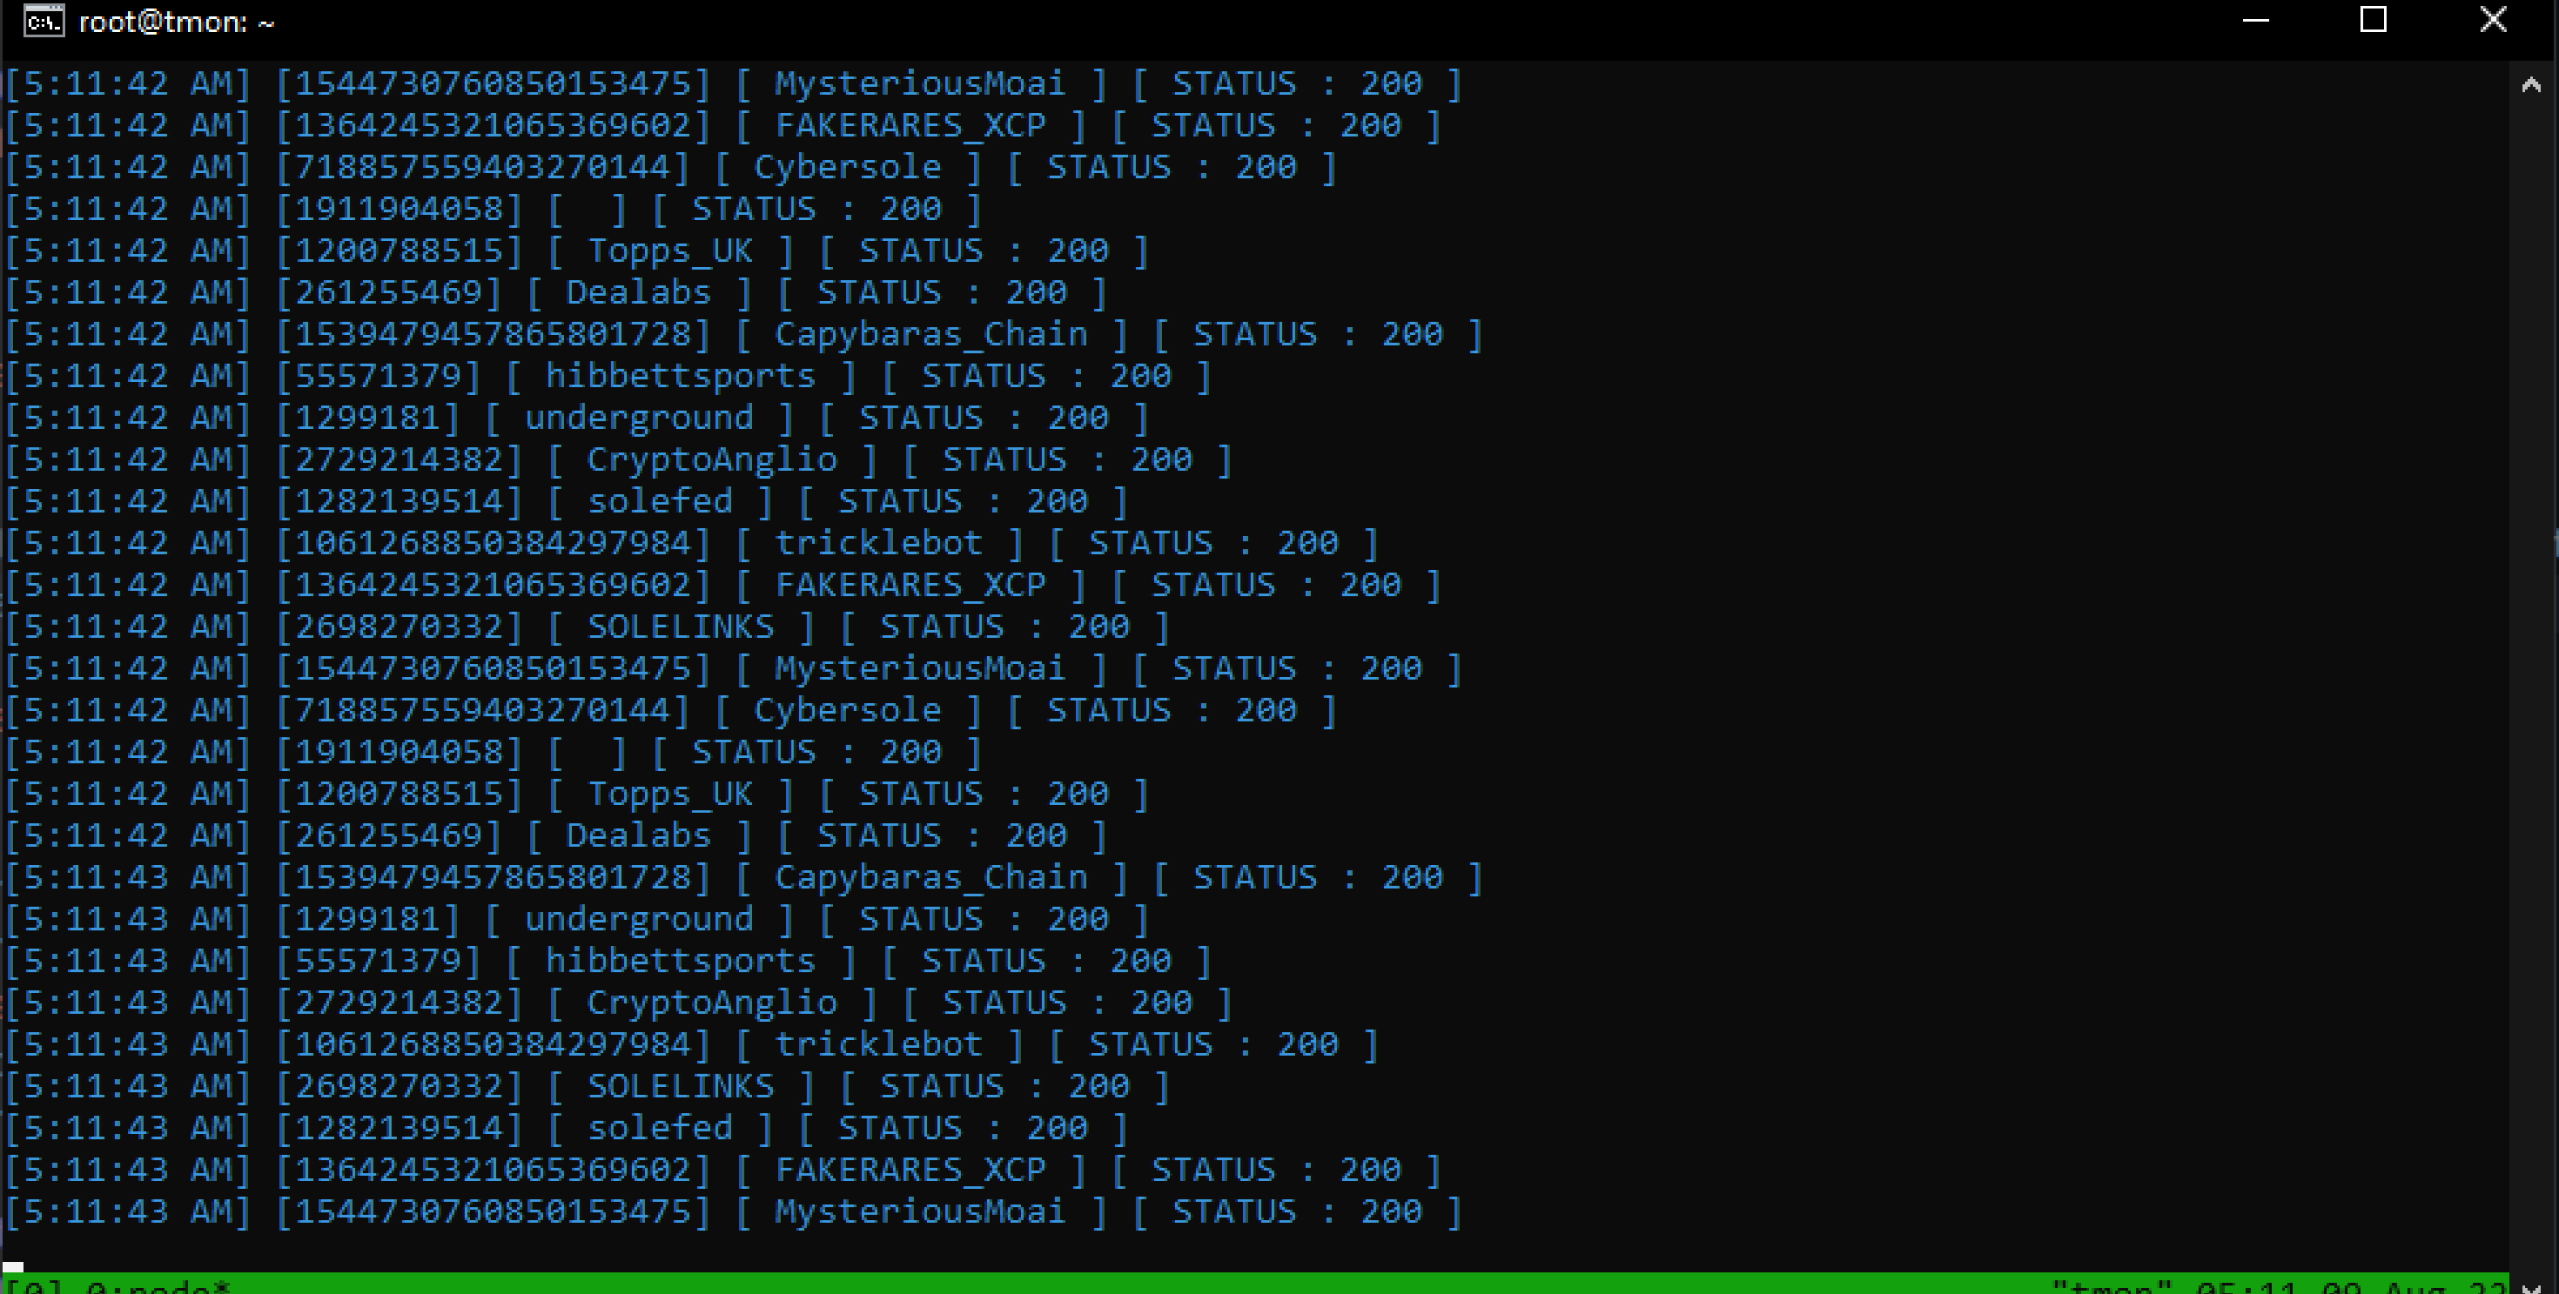 root@tmon: ~
[5:11:42 AM] [1544730760850153475] [ MysteriousMoai ] [ STATUS : 200 ]
[5:11:42 AM] [1364245321065369602] [ FAKERARES_XCP ] [ STATUS : 200 ]
[5:11:42 AM] [718857559403270144] [ Cybersole ] [ STATUS : 200 ]
[5:11:42 AM] [1911904058] [  ] [ STATUS : 200 ]
[5:11:42 AM] [1200788515] [ Topps_UK ] [ STATUS : 200 ]
[5:11:42 AM] [261255469] [ Dealabs ] [ STATUS : 200 ]
[5:11:42 AM] [1539479457865801728] [ Capybaras_Chain ] [ STATUS : 200 ]
[5:11:42 AM] [55571379] [ hibbettsports ] [ STATUS : 200 ]
[5:11:42 AM] [1299181] [ underground ] [ STATUS : 200 ]
[5:11:42 AM] [2729214382] [ CryptoAnglio ] [ STATUS : 200 ]
[5:11:42 AM] [1282139514] [ solefed ] [ STATUS : 200 ]
[5:11:42 AM] [1061268850384297984] [ tricklebot ] [ STATUS : 200 ]
[5:11:42 AM] [1364245321065369602] [ FAKERARES_XCP ] [ STATUS : 200 ]
[5:11:42 AM] [2698270332] [ SOLELINKS ] [ STATUS : 200 ]
[5:11:42 AM] [1544730760850153475] [ MysteriousMoai ] [ STATUS : 200 ]
[5:11:42 AM] [718857559403270144] [ Cybersole ] [ STATUS : 200 ]
[5:11:42 AM] [1911904058] [  ] [ STATUS : 200 ]
[5:11:42 AM] [1200788515] [ Topps_UK ] [ STATUS : 200 ]
[5:11:42 AM] [261255469] [ Dealabs ] [ STATUS : 200 ]
[5:11:43 AM] [1539479457865801728] [ Capybaras_Chain ] [ STATUS : 200 ]
[5:11:43 AM] [1299181] [ underground ] [ STATUS : 200 ]
[5:11:43 AM] [55571379] [ hibbettsports ] [ STATUS : 200 ]
[5:11:43 AM] [2729214382] [ CryptoAnglio ] [ STATUS : 200 ]
[5:11:43 AM] [1061268850384297984] [ tricklebot ] [ STATUS : 200 ]
[5:11:43 AM] [2698270332] [ SOLELINKS ] [ STATUS : 200 ]
[5:11:43 AM] [1282139514] [ solefed ] [ STATUS : 200 ]
[5:11:43 AM] [1364245321065369602] [ FAKERARES_XCP ] [ STATUS : 200 ]
[5:11:43 AM] [1544730760850153475] [ MysteriousMoai ] [ STATUS : 200 ]
[0] 0:node* "tmon" 05:11 09-Aug-22